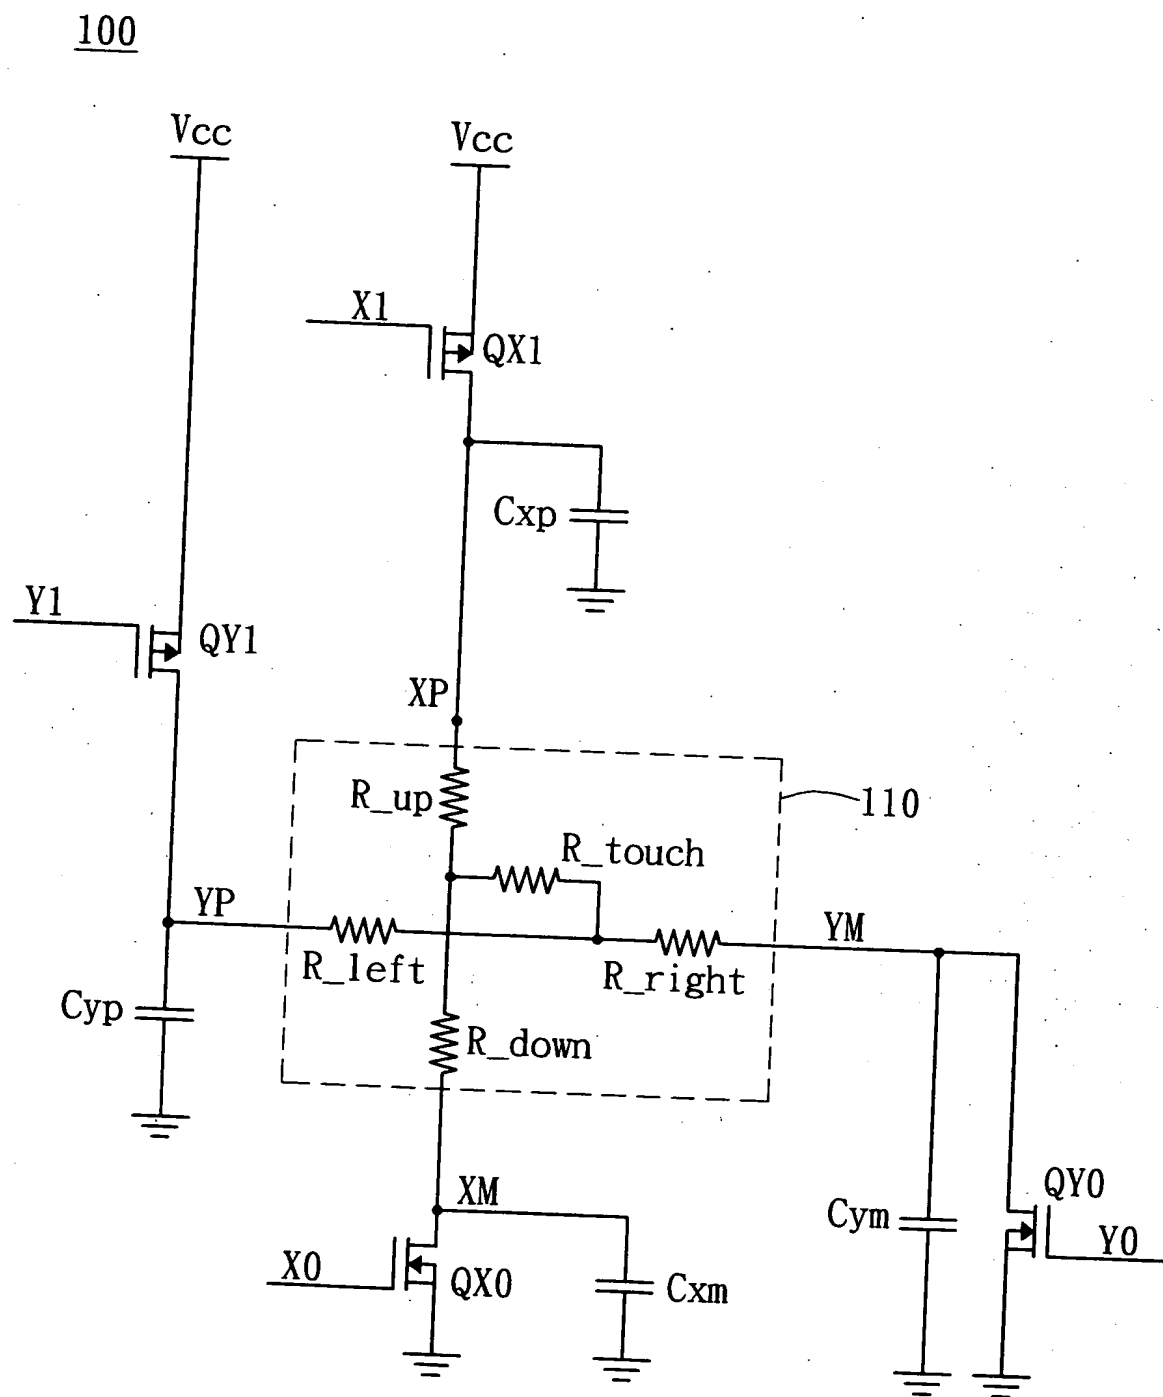 100
Vcc
Vcc
X1
QX1
Cxp
Y1
QY1
XP
R_up
110
R_touch
YP
YM
R_left
R_right
Cyp
R_down
XM
QY0
Cym
Y0
X0
QX0
Cxm